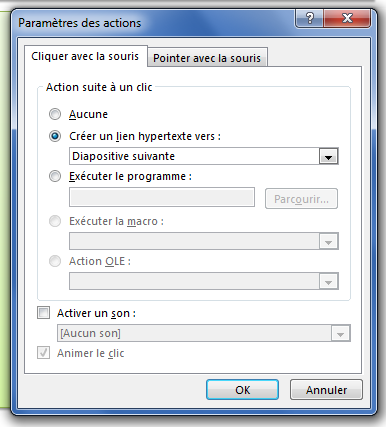 Paramètres des actions
Cliquer avec la souris
Pointer avec la souris
Action suite à un clic
Aucune
Créer un lien hypertexte vers :
Diapositive suivante
Exécuter le programme :
Parcourir...
Exécuter la macro :
Action OLE :
Activer un son :
[Aucun son]
Animer le clic
OK
Annuler